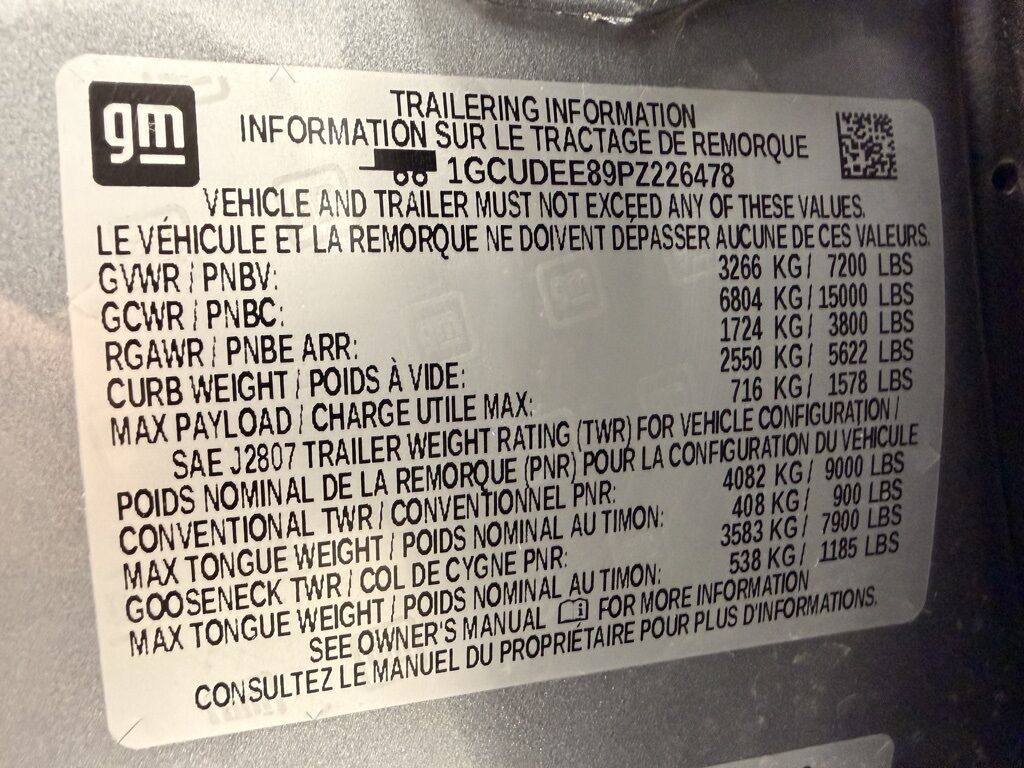 gm
TRAILERING INFORMATION
INFORMATION SUR LE TRACTAGE DE REMORQUE
1GCUDEE89PZ226478
VEHICLE AND TRAILER MUST NOT EXCEED ANY OF THESE VALUES.
LE VÉHICULE ET LA REMORQUE NE DOIVENT DÉPASSER AUCUNE DE CES VALEURS.
GVWR / PNBV: 3266 KG / 7200 LBS
GCWR / PNBC: 6804 KG / 15000 LBS
RGAWR / PNBE ARR: 1724 KG / 3800 LBS
CURB WEIGHT / POIDS À VIDE: 2550 KG / 5622 LBS
MAX PAYLOAD / CHARGE UTILE MAX: 716 KG / 1578 LBS
SAE J2807 TRAILER WEIGHT RATING (TWR) FOR VEHICLE CONFIGURATION /
POIDS NOMINAL DE LA REMORQUE (PNR) POUR LA CONFIGURATION DU VÉHICULE
CONVENTIONAL TWR / CONVENTIONNEL PNR: 4082 KG / 9000 LBS
MAX TONGUE WEIGHT / POIDS NOMINAL AU TIMON: 408 KG / 900 LBS
GOOSENECK TWR / COL DE CYGNE PNR: 3583 KG / 7900 LBS
MAX TONGUE WEIGHT / POIDS NOMINAL AU TIMON: 538 KG / 1185 LBS
SEE OWNER'S MANUAL FOR MORE INFORMATION
CONSULTEZ LE MANUEL DU PROPRIÉTAIRE POUR PLUS D'INFORMATIONS.